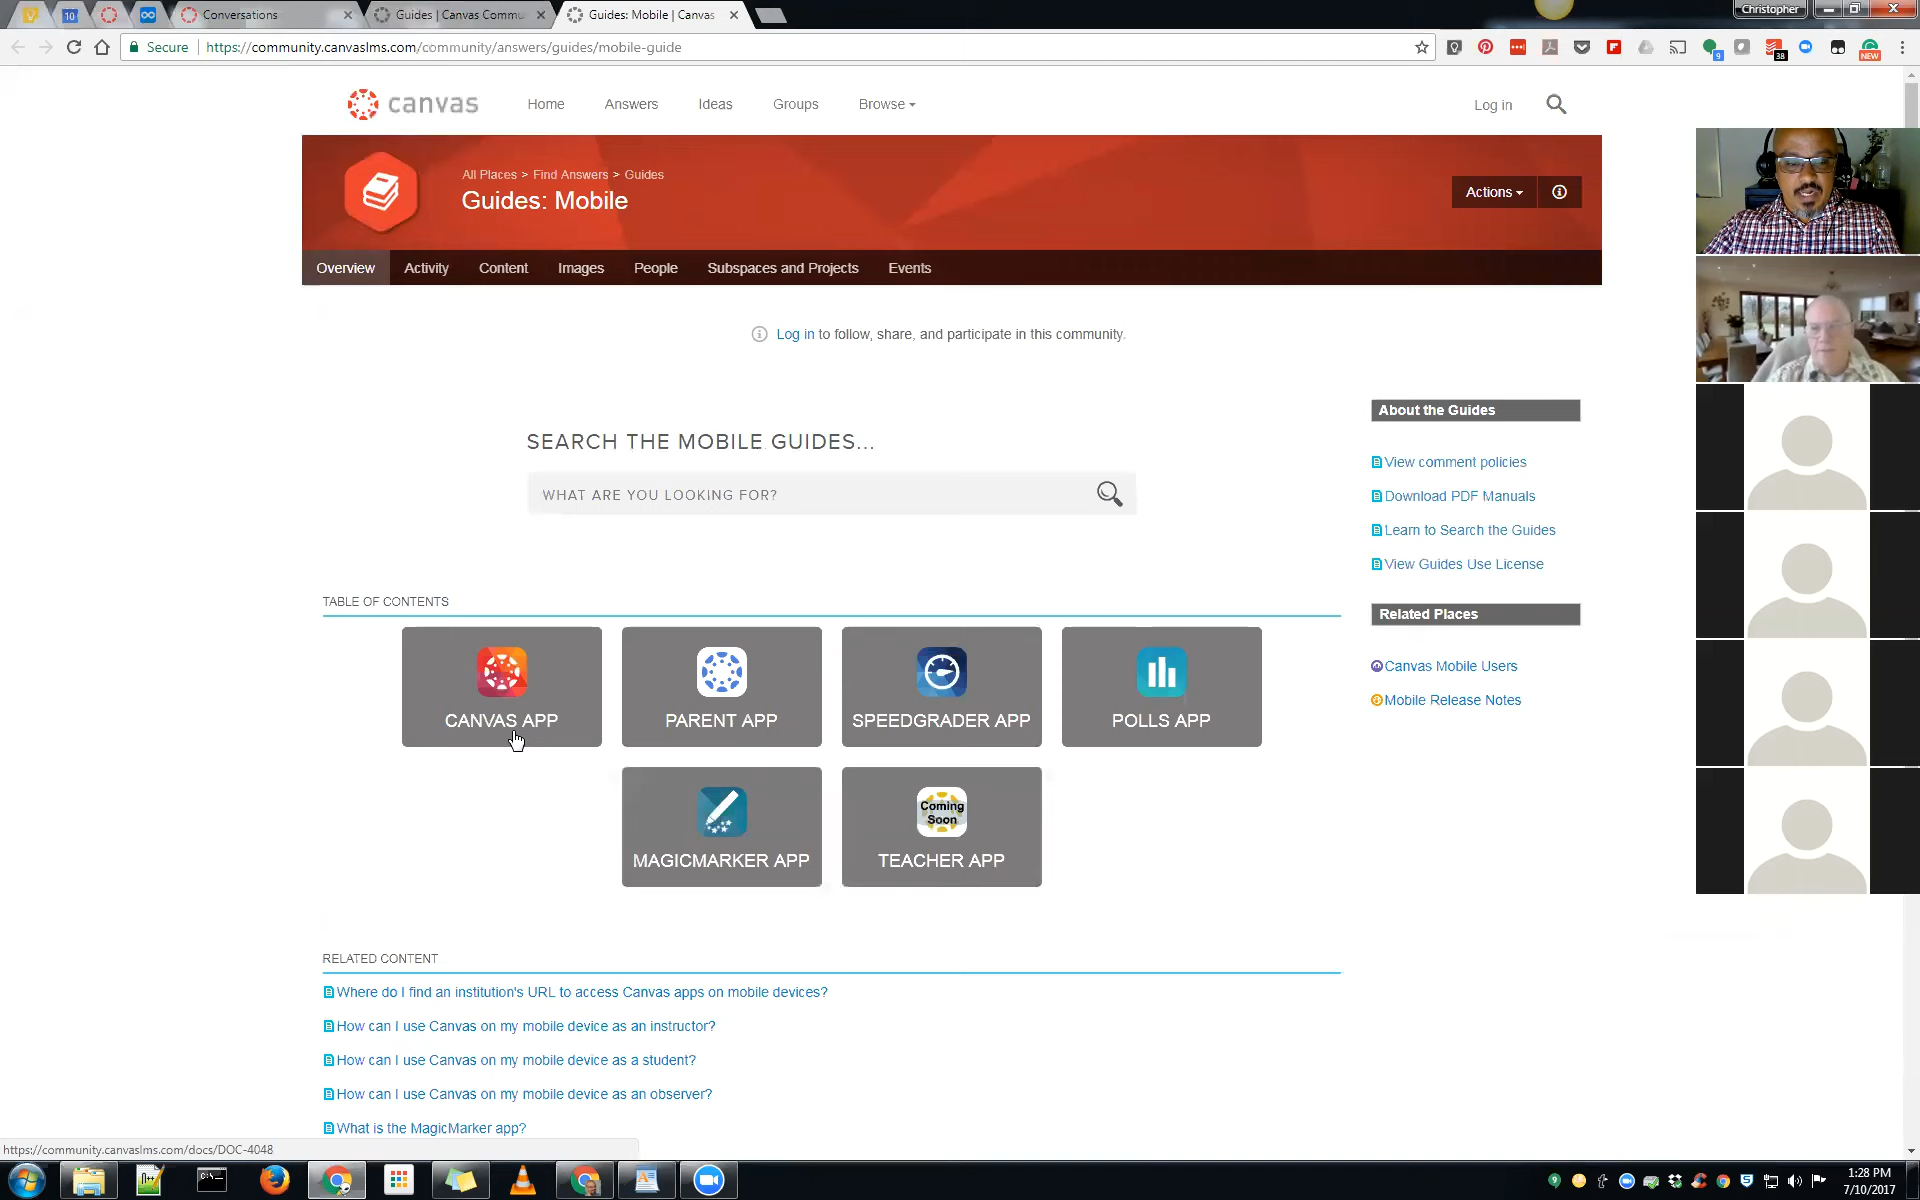 10
Conversations
Guides | Canvas Commu
Guides: Mobile | Canvas
Christopher
Secure
https://community.canvaslms.com/community/answers/guides/mobile-guide
9
38
NEW
canvas
Home
Answers
Ideas
Groups
Browse
Log in
All Places > Find Answers > Guides
Guides: Mobile
Actions
Overview
Activity
Content
Images
People
Subspaces and Projects
Events
Log in to follow, share, and participate in this community.
SEARCH THE MOBILE GUIDES...
WHAT ARE YOU LOOKING FOR?
About the Guides
View comment policies
Download PDF Manuals
Learn to Search the Guides
View Guides Use License
Related Places
Canvas Mobile Users
Mobile Release Notes
TABLE OF CONTENTS
CANVAS APP
PARENT APP
SPEEDGRADER APP
POLLS APP
MAGICMARKER APP
Coming
Soon
TEACHER APP
RELATED CONTENT
Where do I find an institution's URL to access Canvas apps on mobile devices?
How can I use Canvas on my mobile device as an instructor?
How can I use Canvas on my mobile device as a student?
How can I use Canvas on my mobile device as an observer?
What is the MagicMarker app?
https://community.canvaslms.com/docs/DOC-4048
1:28 PM
7/10/2017